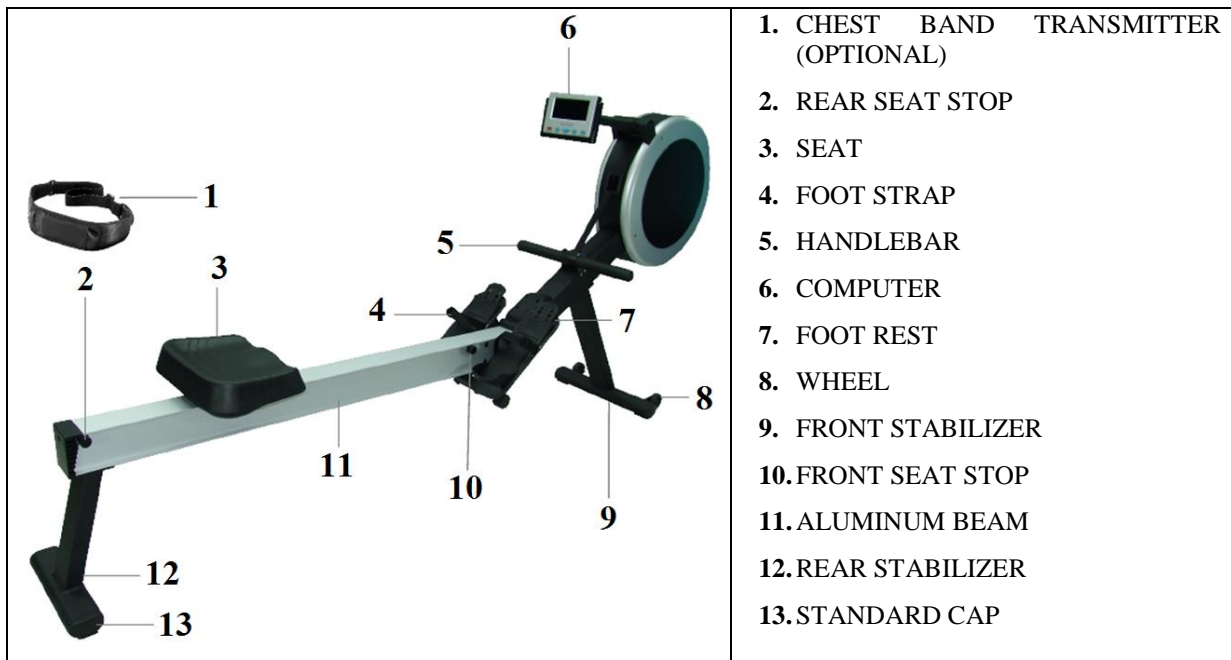 6
1
5
3
2
4
7
8
11
10
9
12
13
1. CHEST BAND TRANSMITTER
(OPTIONAL)
2. REAR SEAT STOP
3. SEAT
4. FOOT STRAP
5. HANDLEBAR
6. COMPUTER
7. FOOT REST
8. WHEEL
9. FRONT STABILIZER
10. FRONT SEAT STOP
11. ALUMINUM BEAM
12. REAR STABILIZER
13. STANDARD CAP